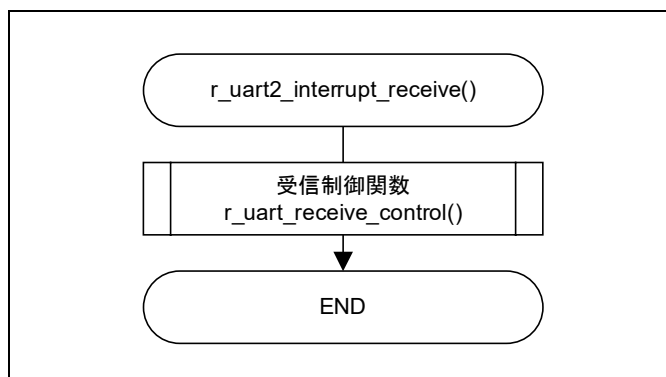 r_uart2_interrupt_receive()
受信制御関数
r_uart_receive_control()
END